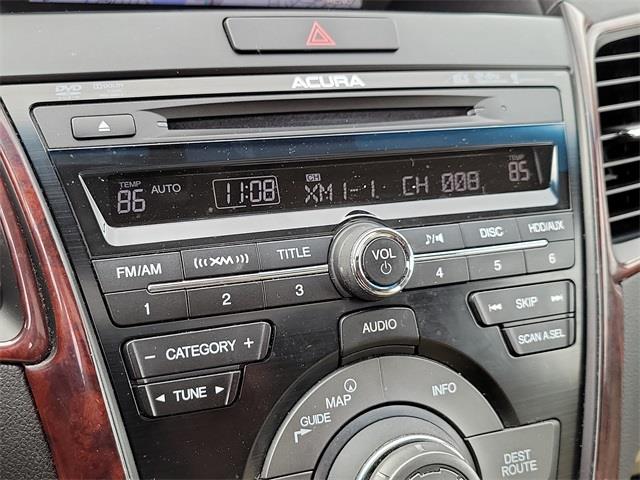 MENU
DVD
ACURA
TEMP 86 AUTO 11:08 CH XM1-1 CH 008 TEMP 85
FM/AM XM TITLE VOL DISC HDD/AUX
1 2 3 4 5 6
- CATEGORY +
AUDIO
SKIP
TUNE
SCAN A.SEL
MAP
GUIDE
INFO
DEST
ROUTE